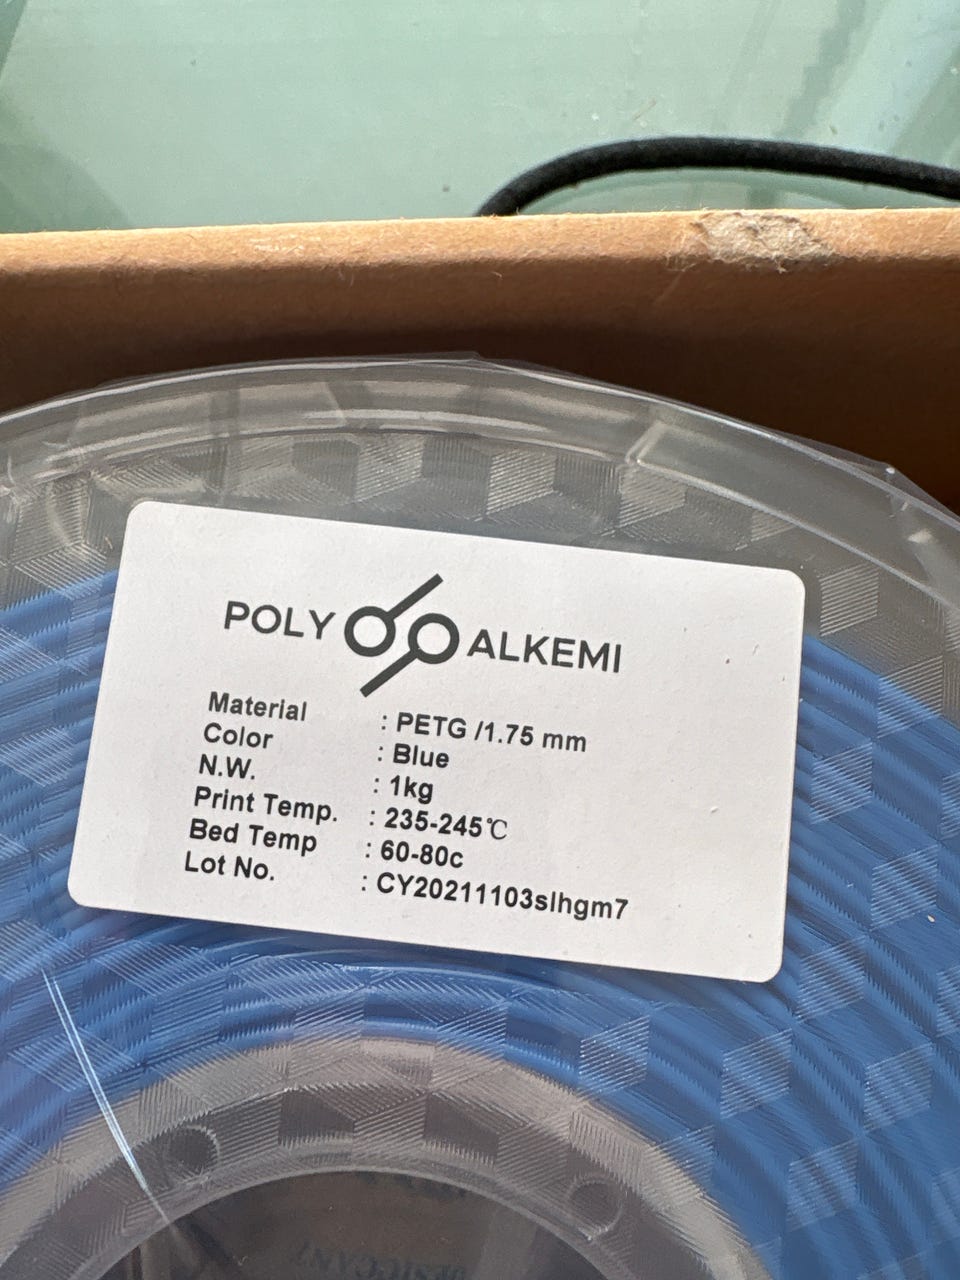 POLY ALKEMI
Material : PETG /1.75 mm
Color : Blue
N.W. : 1kg
Print Temp. : 235-245℃
Bed Temp : 60-80c
Lot No. : CY20211103slhgm7